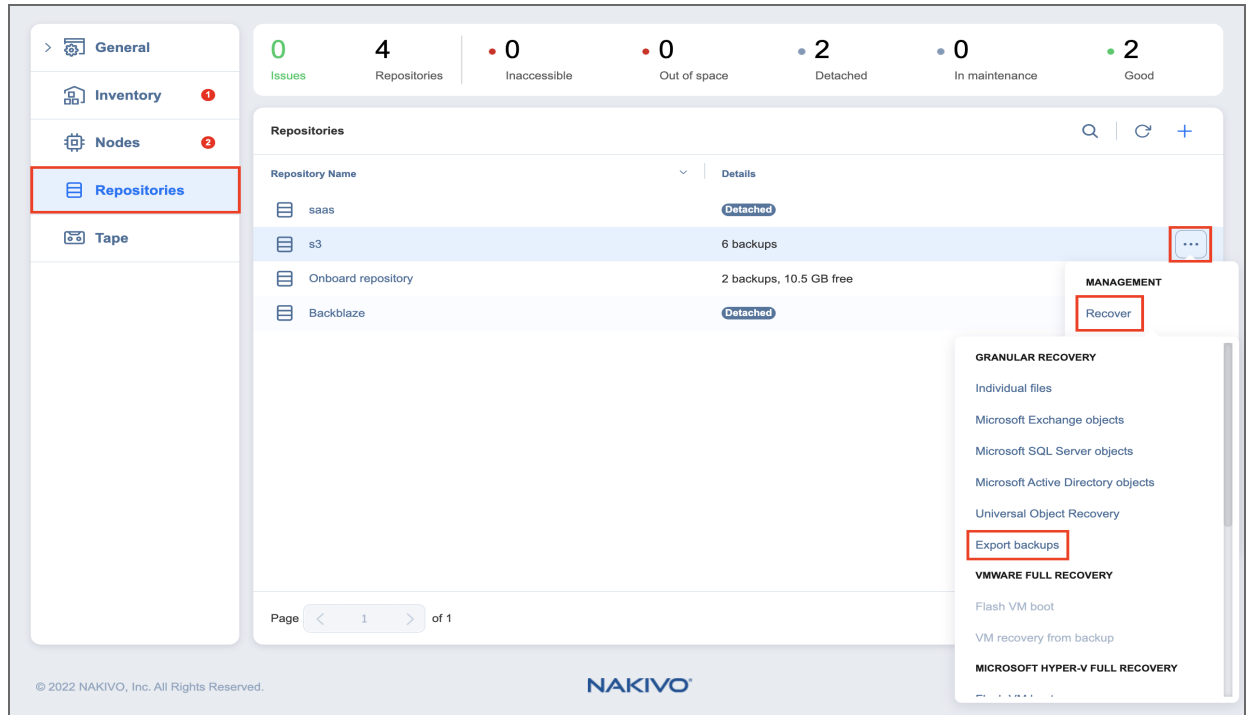 General
Inventory 1
Nodes 2
Repositories
Tape
0 4 0 0 2 0 2
Issues Repositories Inaccessible Out of space Detached In maintenance Good
Repositories
Repository Name Details
saas Detached
s3 6 backups
Onboard repository 2 backups, 10.5 GB free
Backblaze Detached
MANAGEMENT
Recover
GRANULAR RECOVERY
Individual files
Microsoft Exchange objects
Microsoft SQL Server objects
Microsoft Active Directory objects
Universal Object Recovery
Export backups
VMWARE FULL RECOVERY
Flash VM boot
VM recovery from backup
MICROSOFT HYPER-V FULL RECOVERY
Page 1 of 1
© 2022 NAKIVO, Inc. All Rights Reserved.
NAKIVO®